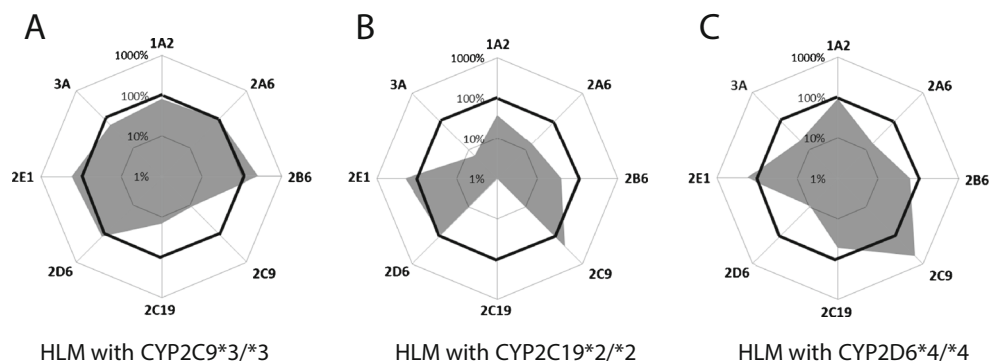 A
1A2
1000%
100%
10%
1%
2A6
2B6
2C9
2C19
2D6
2E1
3A
HLM with CYP2C9*3/*3
B
1A2
1000%
100%
10%
1%
2A6
2B6
2C9
2C19
2D6
2E1
3A
HLM with CYP2C19*2/*2
C
1A2
1000%
100%
10%
1%
2A6
2B6
2C9
2C19
2D6
2E1
3A
HLM with CYP2D6*4/*4